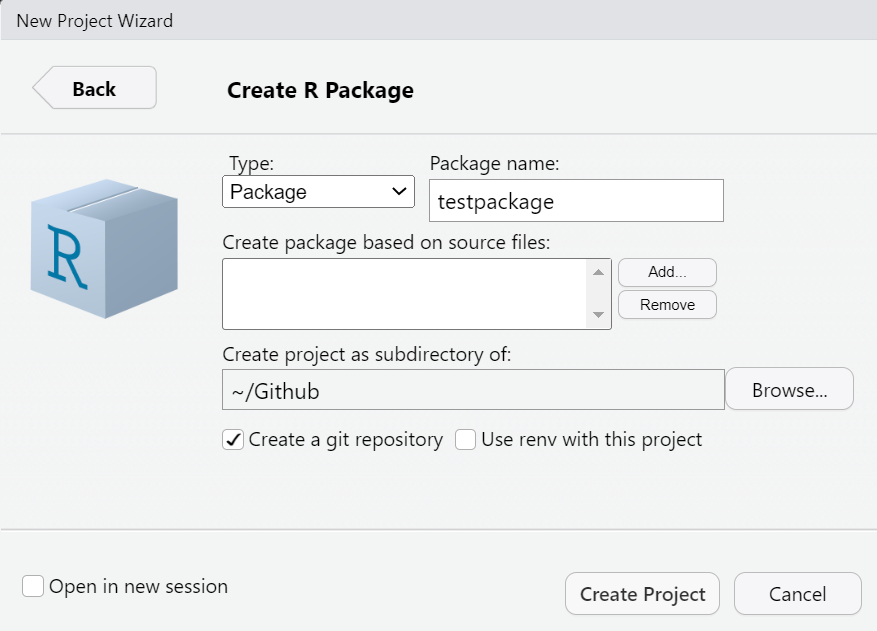 New Project Wizard
Back
Create R Package
Type:
Package name:
Package
testpackage
R
Create package based on source files:
Add...
Remove
Create project as subdirectory of:
~/Github
Browse...
Create a git repository
Use renv with this project
Open in new session
Create Project
Cancel